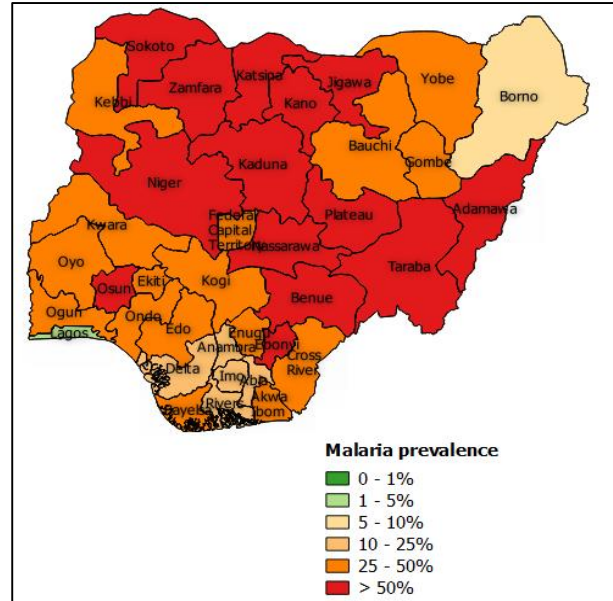 Sokoto
Katsina
Jigawa
Yobe
Borno
Zamfara
Kano
Kebbi
Bauchi
Gombe
Kaduna
Niger
Adamawa
Plateau
Federal
Capital
Territory
Nassarawa
Kwara
Taraba
Oyo
Kogi
Benue
Osun
Ekiti
Ogun
Ondo
Edo
Lagos
Enugu
Ebonyi
Anambra
Cross
River
Delta
Imo
Abia
Akwa
Ibom
Rivers
Bayelsa
Malaria prevalence
0 - 1%
1 - 5%
5 - 10%
10 - 25%
25 - 50%
> 50%